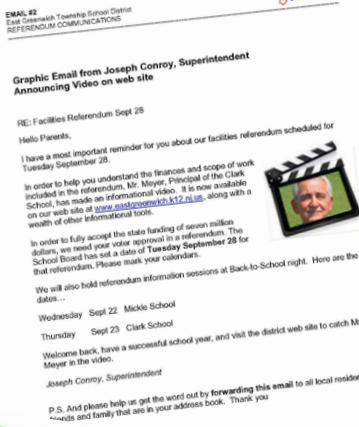 EMAIL #2
East Greenwich Township School District
REFERENDUM COMMUNICATIONS
Graphic Email from Joseph Conroy, Superintendent
Announcing Video on web site
RE: Facilities Referendum Sept 28
Hello Parents,
I have a most important reminder for you about our facilities referendum scheduled for
Tuesday September 28.
In order to help you understand the finances and scope of work
included in the referendum, Mr. Meyer, Principal of the Clark
School, has made an informational video. It is now available
on our web site at www.eastgreenwich.k12.nj.us, along with a
wealth of other informational tools.
In order to fully accept the state funding of seven million
dollars, we need your voter approval in a referendum. The
School Board has set a date of Tuesday September 28 for
that referendum. Please mark your calendars.
We will also hold referendum information sessions at Back-to-School night. Here are the
dates…
Wednesday Sept 22 Mickle School
Thursday Sept 23 Clark School
Welcome back, have a successful school year, and visit the district web site to catch
Meyer in the video.
Joseph Conroy, Superintendent
P.S. And please help us get the word out by forwarding this email to all local
and family that are in your address book. Thank you